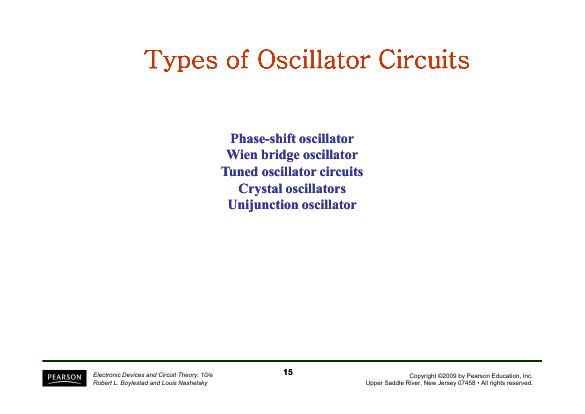 Types of Oscillator Circuits
Phase-shift oscillator
Wien bridge oscillator
Tuned oscillator circuits
Crystal oscillators
Unijunction oscillator
PEARSON
Electronic Devices and Circuit Theory, 10/e
Robert L. Boylestad and Louis Nashelsky
15
Copyright ©2009 by Pearson Education, Inc.
Upper Saddle River, New Jersey 07458 • All rights reserved.